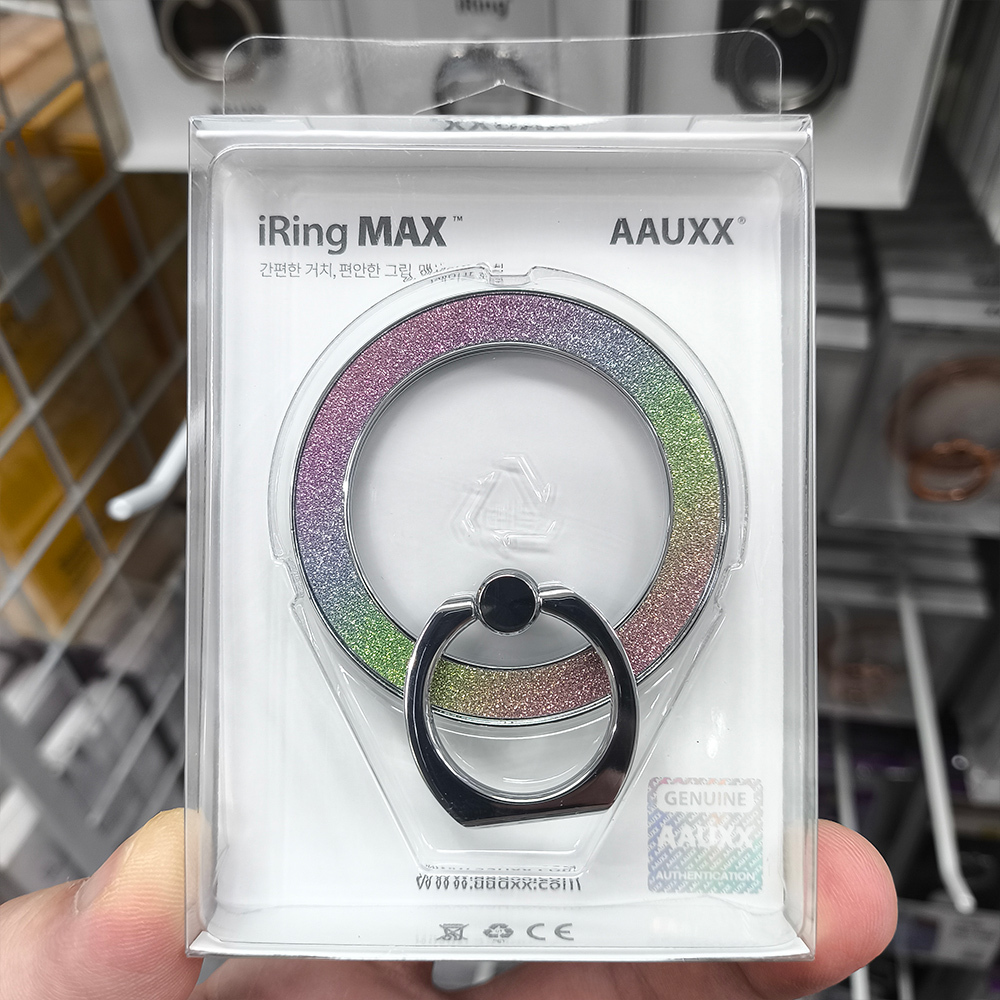 iRing
iRing MAX™
AAUXX®
간편한 거치, 편안한 그립,
www.aauxx.com
GENUINE
AAUXX
AUTHENTICATION
CE